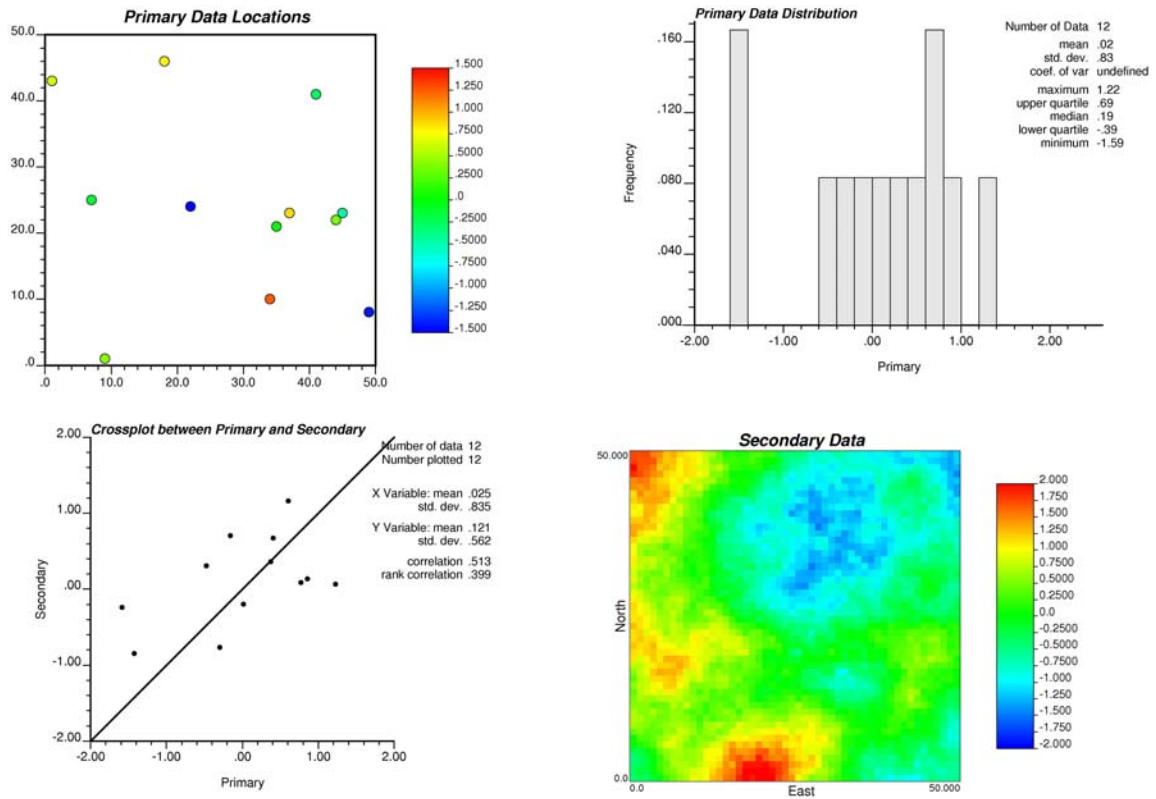 Primary Data Locations
50.0
40.0
30.0
20.0
10.0
.0
.0 10.0 20.0 30.0 40.0 50.0
1.500
1.250
1.000
.7500
.5000
.2500
.0
-.2500
-.5000
-.7500
-1.000
-1.250
-1.500
Primary Data Distribution
Frequency
.160
.120
.080
.040
.000
-2.00 -1.00 .00 1.00 2.00
Primary
Number of Data 12
mean .02
std. dev. .83
coef. of var undefined
maximum 1.22
upper quartile .69
median .19
lower quartile -.39
minimum -1.59
Crossplot between Primary and Secondary
Secondary
2.00
1.00
.00
-1.00
-2.00
-2.00 -1.00 .00 1.00 2.00
Primary
Number of data 12
Number plotted 12
X Variable: mean .025
std. dev. .835
Y Variable: mean .121
std. dev. .562
correlation .513
rank correlation .399
Secondary Data
50.000
North
0.0
0.0 East 50.000
2.000
1.750
1.500
1.250
1.000
0.7500
0.5000
0.2500
0.0
-0.2500
-0.5000
-0.7500
-1.000
-1.250
-1.500
-1.750
-2.000